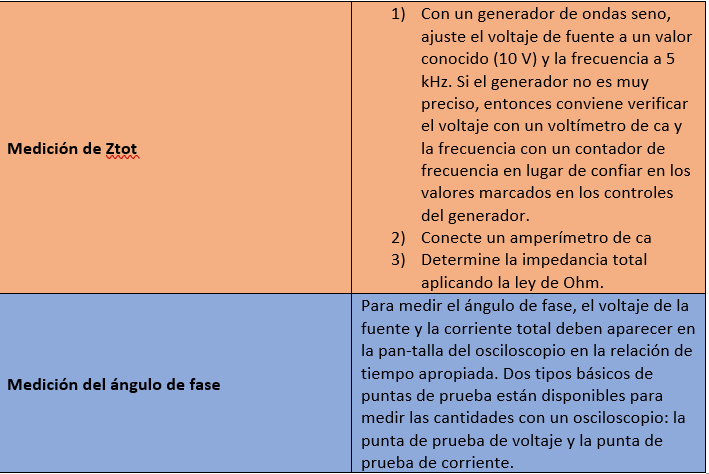 Medición de Ztot
1) Con un generador de ondas seno,
ajuste el voltaje de fuente a un valor
conocido (10 V) y la frecuencia a 5
kHz. Si el generador no es muy
preciso, entonces conviene verificar
el voltaje con un voltímetro de ca y
la frecuencia con un contador de
frecuencia en lugar de confiar en los
valores marcados en los controles
del generador.
2) Conecte un amperímetro de ca
3) Determine la impedancia total
aplicando la ley de Ohm.
Medición del ángulo de fase
Para medir el ángulo de fase, el voltaje de la
fuente y la corriente total deben aparecer en
la pan-talla del osciloscopio en la relación de
tiempo apropiada. Dos tipos básicos de
puntas de prueba están disponibles para
medir las cantidades con un osciloscopio: la
punta de prueba de voltaje y la punta de
prueba de corriente.